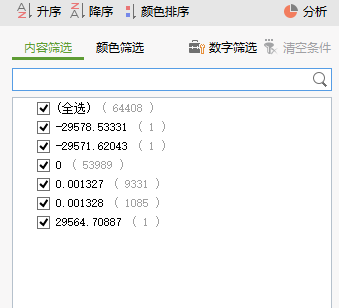 升序 降序 颜色排序 分析
内容筛选 颜色筛选 数字筛选 清空条件
(全选) ( 64408 )
-29578.53331 ( 1 )
-29571.62043 ( 1 )
0 ( 53989 )
0.001327 ( 9331 )
0.001328 ( 1085 )
29564.70887 ( 1 )